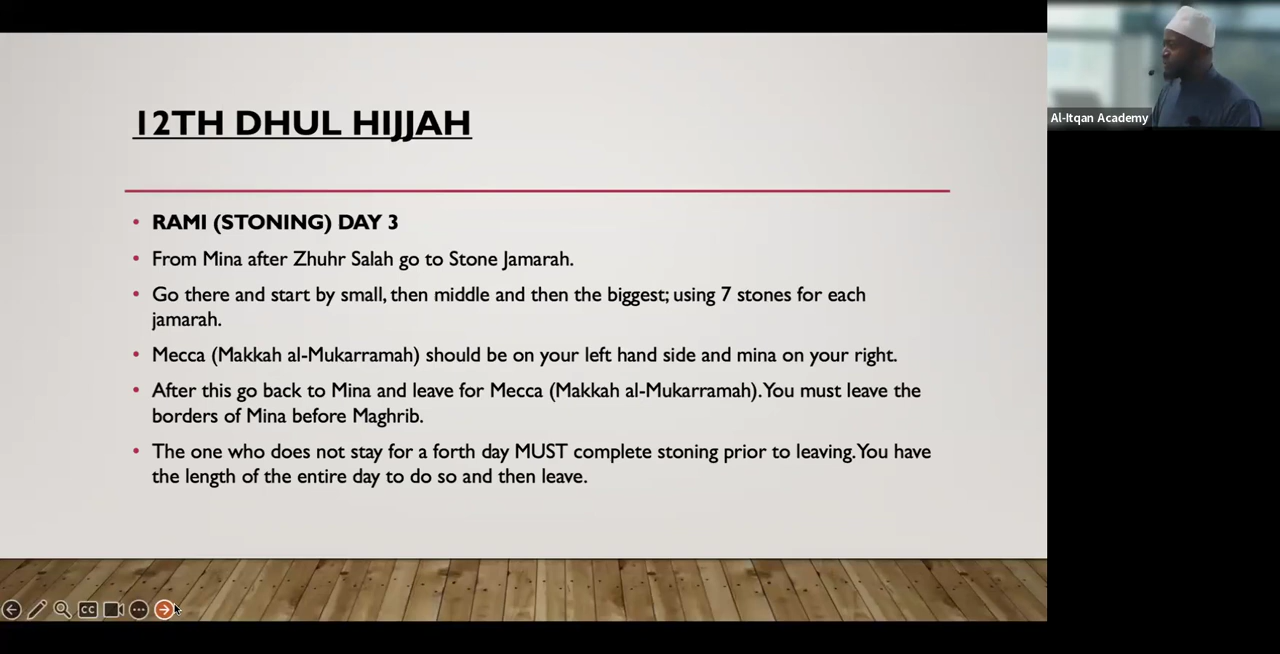 12TH DHUL HIJJAH
• RAMI (STONING) DAY 3
• From Mina after Zhuhr Salah go to Stone Jamarah.
• Go there and start by small, then middle and then the biggest; using 7 stones for each
jamarah.
• Mecca (Makkah al-Mukarramah) should be on your left hand side and mina on your right.
• After this go back to Mina and leave for Mecca (Makkah al-Mukarramah). You must leave the
borders of Mina before Maghrib.
• The one who does not stay for a forth day MUST complete stoning prior to leaving. You have
the length of the entire day to do so and then leave.
CC
Al-Itqan Academy